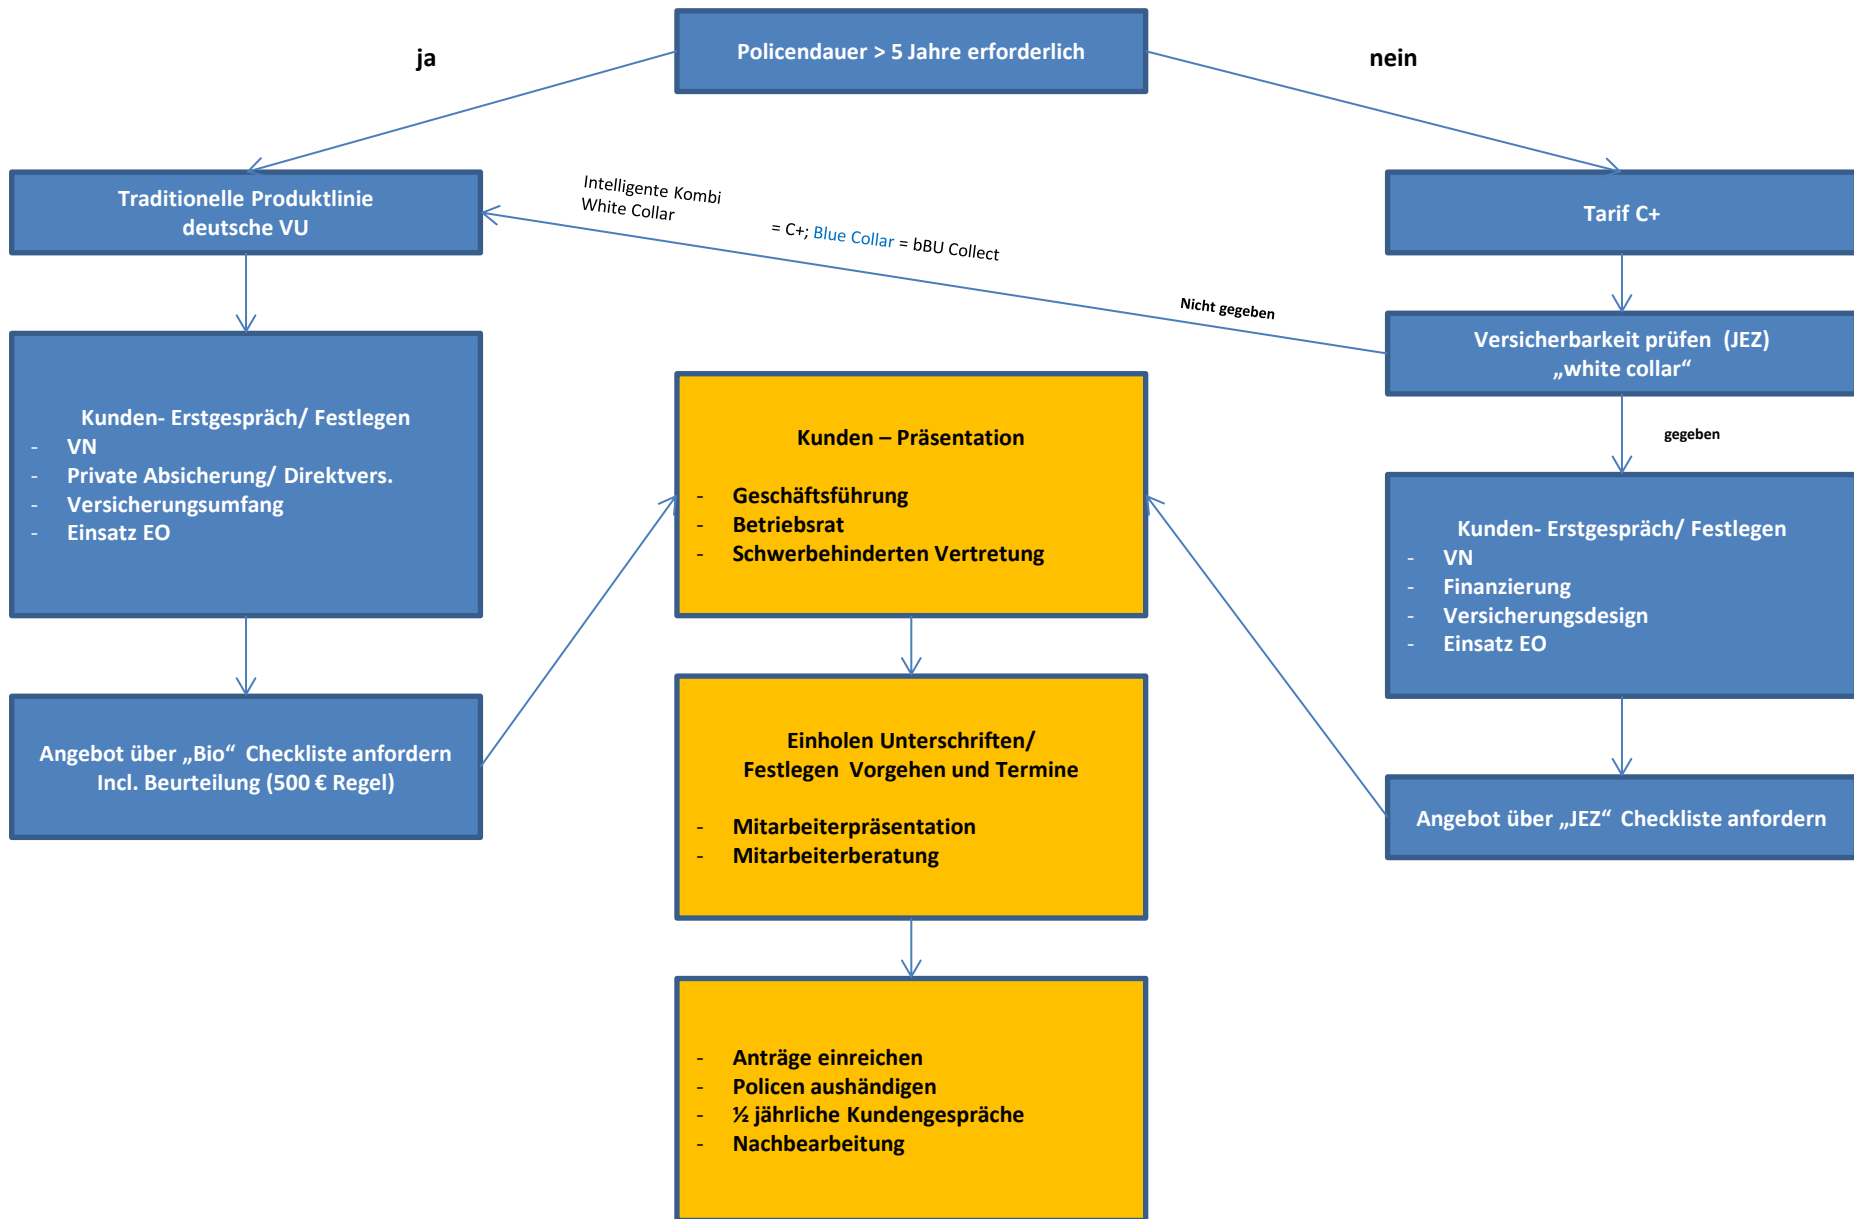 Policendauer > 5 Jahre erforderlich
ja
nein
Traditionelle Produktlinie
deutsche VU
Intelligente Kombi
White Collar
= C+; Blue Collar = bBU Collect
Nicht gegeben
Tarif C+
Versicherbarkeit prüfen (JEZ)
„white collar“
gegeben
Kunden- Erstgespräch/ Festlegen
- VN
- Private Absicherung/ Direktvers.
- Versicherungsumfang
- Einsatz EO
Kunden – Präsentation
- Geschäftsführung
- Betriebsrat
- Schwerbehinderten Vertretung
Kunden- Erstgespräch/ Festlegen
- VN
- Finanzierung
- Versicherungsdesign
- Einsatz EO
Angebot über „Bio“ Checkliste anfordern
Incl. Beurteilung (500 € Regel)
Einholen Unterschriften/
Festlegen Vorgehen und Termine
- Mitarbeiterpräsentation
- Mitarbeiterberatung
Angebot über „JEZ“ Checkliste anfordern
- Anträge einreichen
- Policen aushändigen
- ½ jährliche Kundengespräche
- Nachbearbeitung